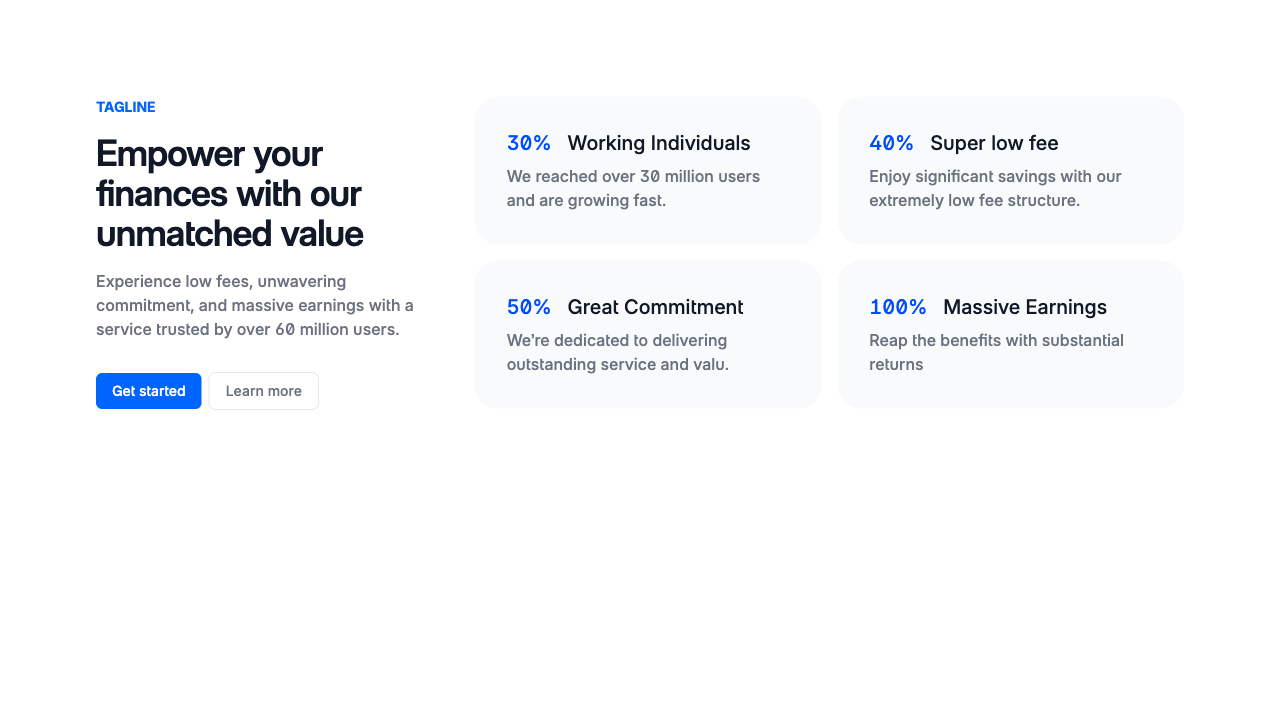 TAGLINE
Empower your
finances with our
unmatched value
Experience low fees, unwavering
commitment, and massive earnings with a
service trusted by over 60 million users.
Get started
Learn more
30% Working Individuals
We reached over 30 million users
and are growing fast.
40% Super low fee
Enjoy significant savings with our
extremely low fee structure.
50% Great Commitment
We're dedicated to delivering
outstanding service and valu.
100% Massive Earnings
Reap the benefits with substantial
returns